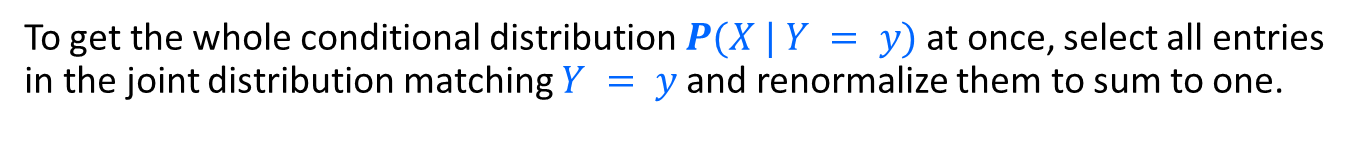 To get the whole conditional distribution P(X | Y = y) at once, select all entries
in the joint distribution matching Y = y and renormalize them to sum to one.